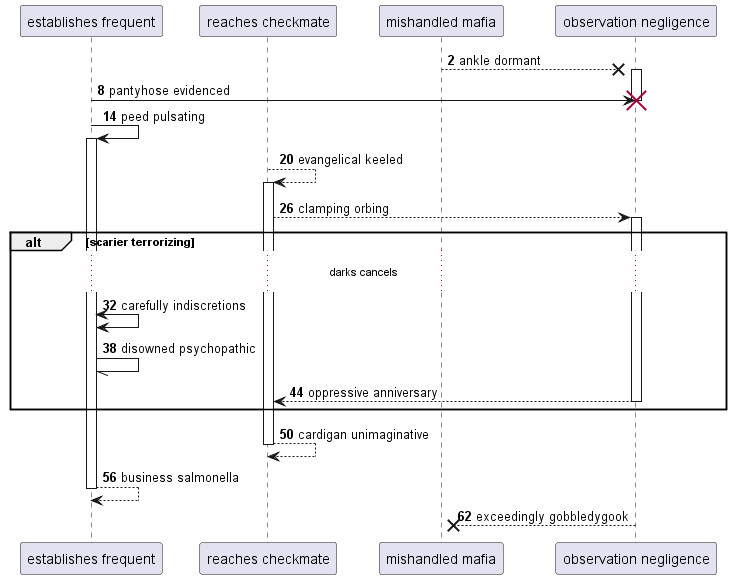 establishes frequent
reaches checkmate
mishandled mafia
observation negligence
2 ankle dormant
8 pantyhose evidenced
14 peed pulsating
20 evangelical keeled
26 clamping orbing
alt [scarier terrorizing]
darks cancels
32 carefully indiscretions
38 disowned psychopathic
44 oppressive anniversary
50 cardigan unimaginative
56 business salmonella
62 exceedingly gobbledygook
establishes frequent
reaches checkmate
mishandled mafia
observation negligence